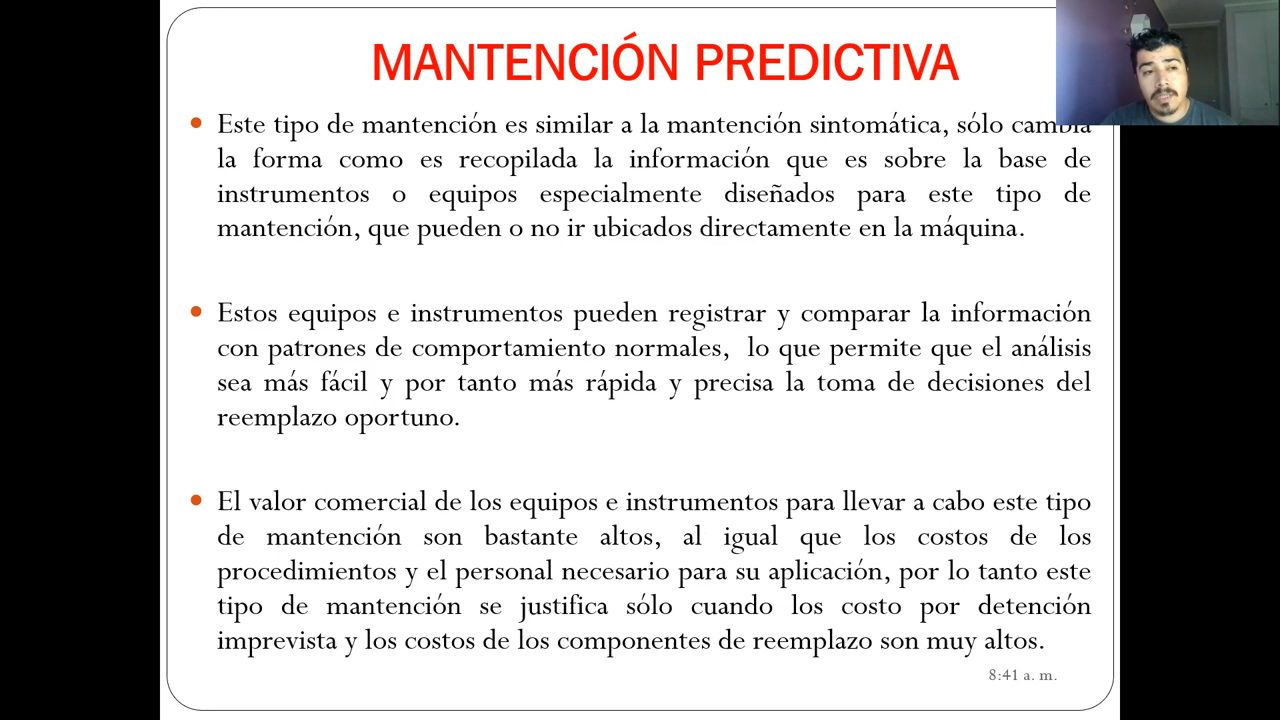 MANTENCIÓN PREDICTIVA
Este tipo de mantención es similar a la mantención sintomática, sólo cambia
la forma como es recopilada la información que es sobre la base de
instrumentos o equipos especialmente diseñados para este tipo de
mantención, que pueden o no ir ubicados directamente en la máquina.
Estos equipos e instrumentos pueden registrar y comparar la información
con patrones de comportamiento normales, lo que permite que el análisis
sea más fácil y por tanto más rápida y precisa la toma de decisiones del
reemplazo oportuno.
El valor comercial de los equipos e instrumentos para llevar a cabo este tipo
de mantención son bastante altos, al igual que los costos de los
procedimientos y el personal necesario para su aplicación, por lo tanto este
tipo de mantención se justifica sólo cuando los costo por detención
imprevista y los costos de los componentes de reemplazo son muy altos.
8:41 a. m.